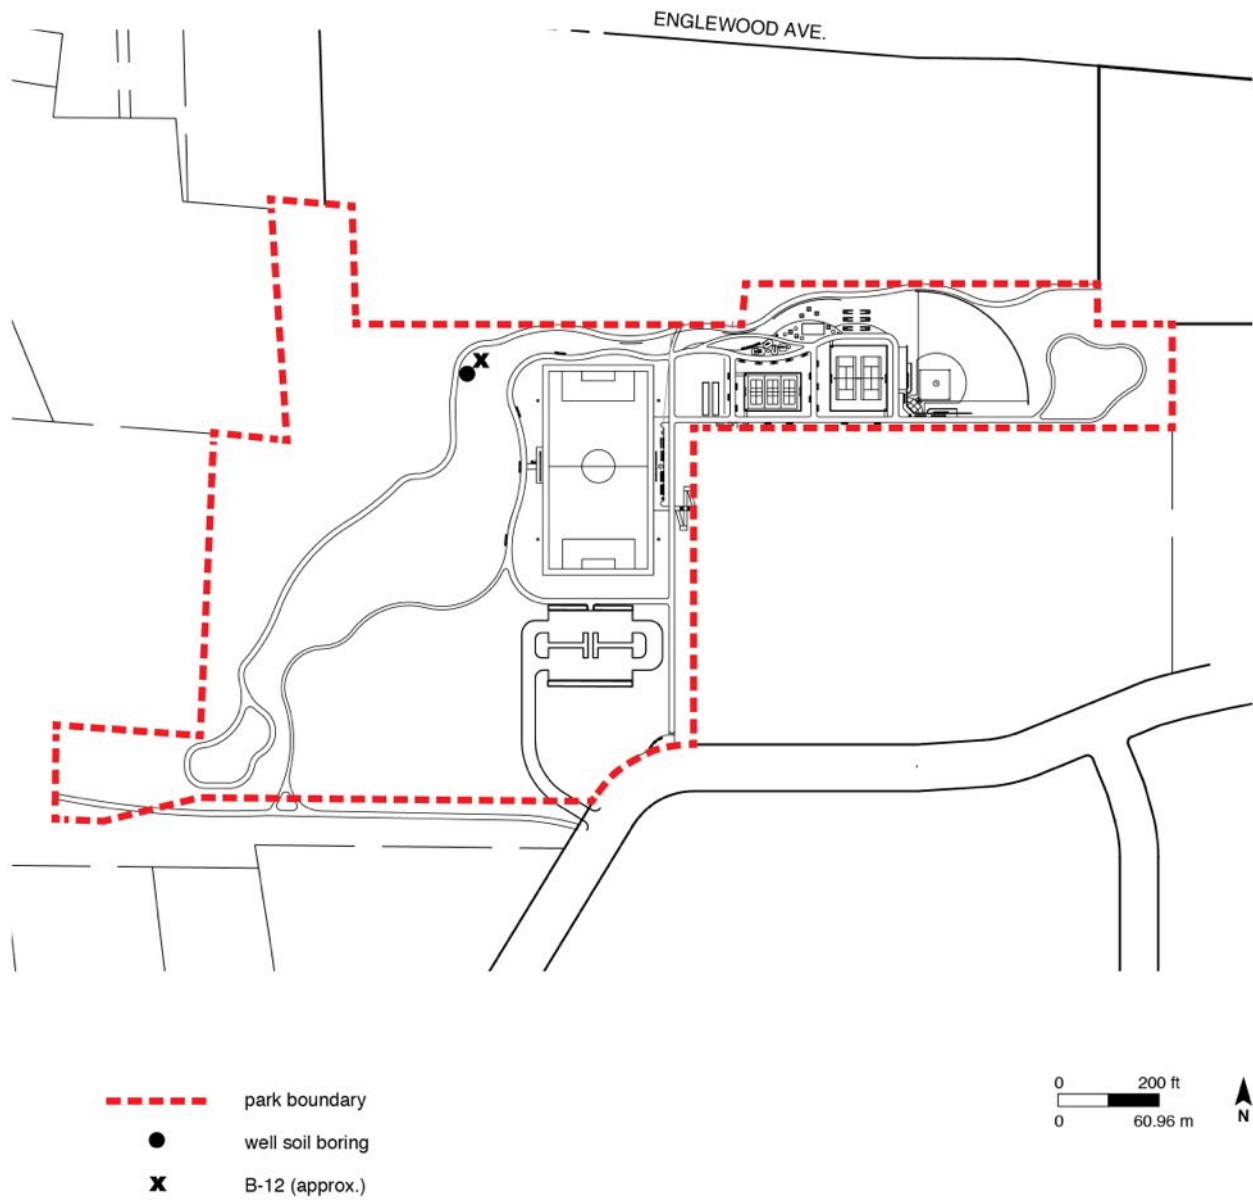 ENGLEWOOD AVE.
park boundary
well soil boring
B-12 (approx.)
x
0 200 ft
0 60.96 m
N